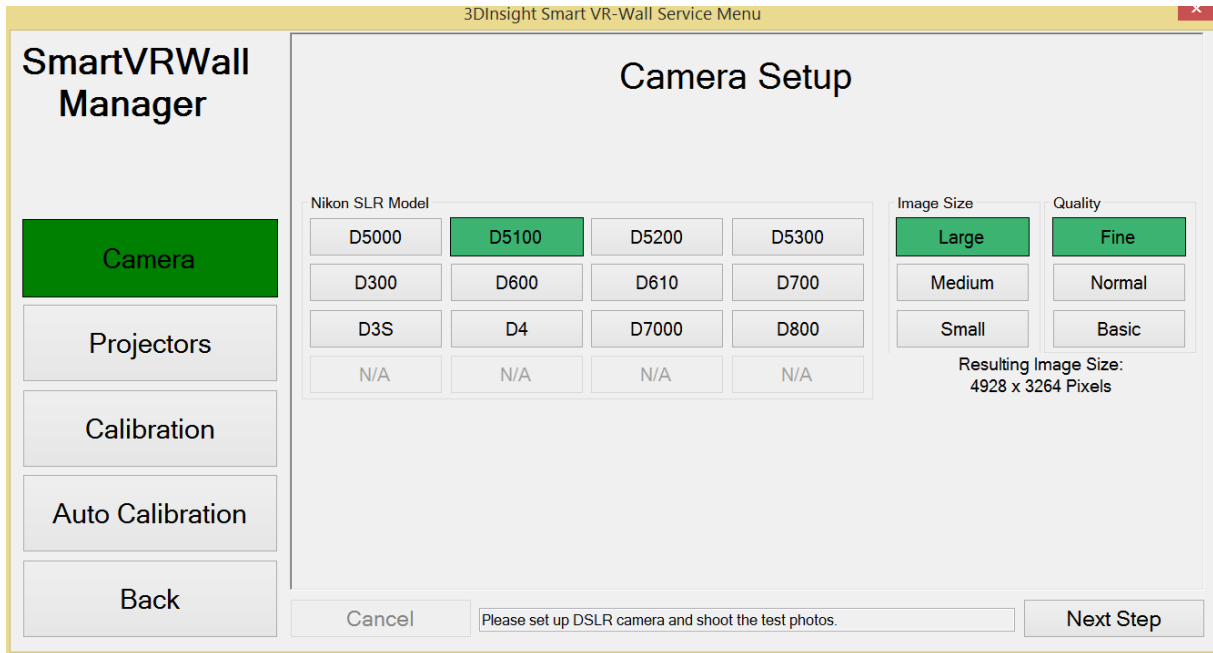 3DInsight Smart VR-Wall Service Menu
SmartVRWall
Manager
Camera
Projectors
Calibration
Auto Calibration
Back
Camera Setup
Nikon SLR Model
D5000 D5100 D5200 D5300
D300 D600 D610 D700
D3S D4 D7000 D800
N/A N/A N/A N/A
Image Size
Large
Medium
Small
Quality
Fine
Normal
Basic
Resulting Image Size:
4928 x 3264 Pixels
Cancel
Please set up DSLR camera and shoot the test photos.
Next Step